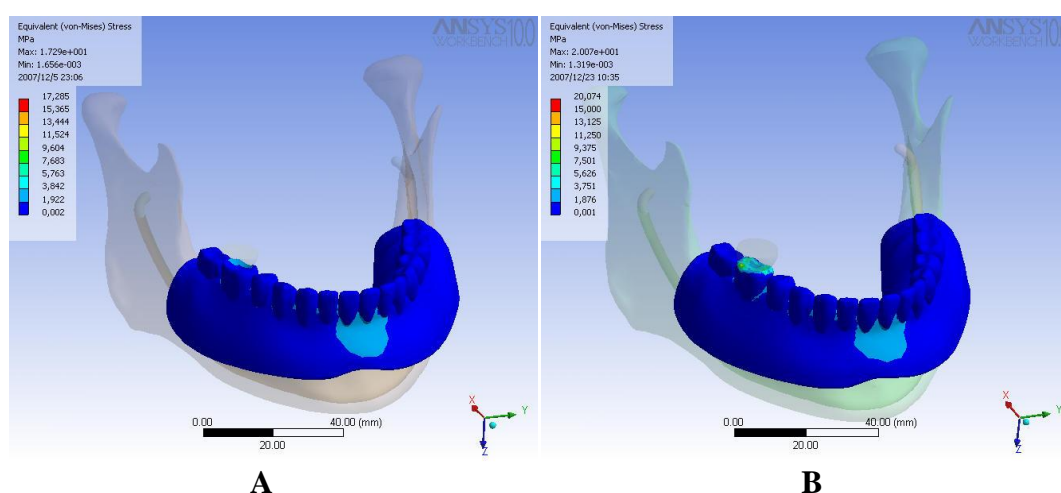 Equivalent (von-Mises) Stress
MPa
Max: 1.729e+001
Min: 1.656e-003
2007/12/5 23:06
17,285
15,365
13,444
11,524
9,604
7,683
5,763
3,842
1,922
0,002
ANSYS
WORKBENCH 10.0
0.00
40.00 (mm)
20.00
X
Y
Z
A
Equivalent (von-Mises) Stress
MPa
Max: 2.007e+001
Min: 1.319e-003
2007/12/23 10:35
20,074
15,000
13,125
11,250
9,375
7,501
5,626
3,751
1,876
0,001
ANSYS
WORKBENCH 10.0
0.00
40.00 (mm)
20.00
X
Y
Z
B